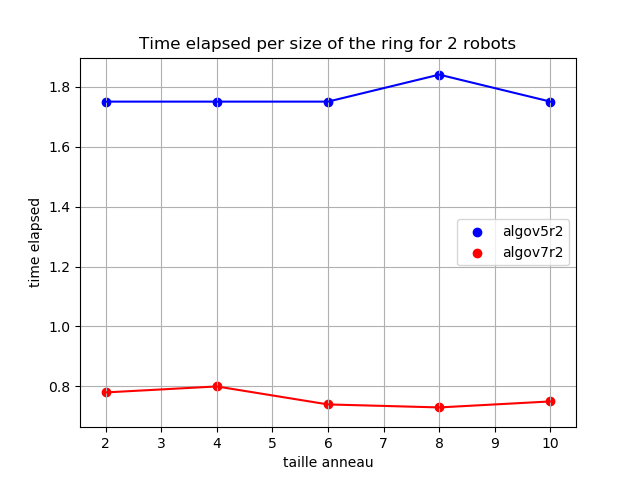 Time elapsed per size of the ring for 2 robots
time elapsed
1.8
1.6
1.4
1.2
1.0
0.8
algov5r2
algov7r2
2 3 4 5 6 7 8 9 10
taille anneau